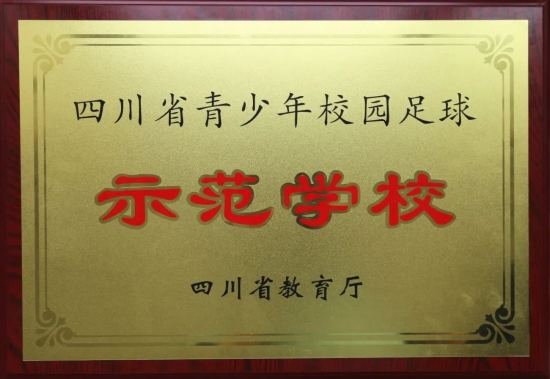 四川省青少年校园足球
示范学校
四川省教育厅